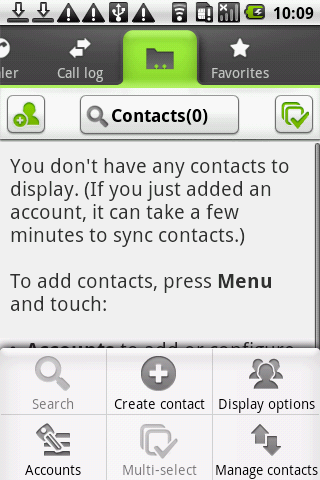 10:09
ler
Call log
Favorites
Contacts(0)
You don't have any contacts to
display. (If you just added an
account, it can take a few
minutes to sync contacts.)
To add contacts, press Menu
and touch:
• Accounts to add or configure
Search
Create contact
Display options
Accounts
Multi-select
Manage contacts